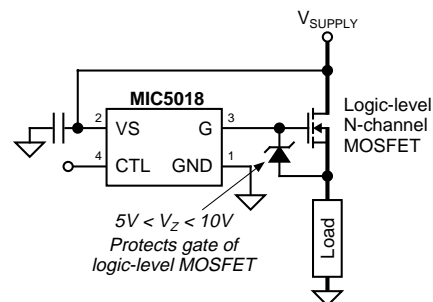 VSUPPLY
MIC5018
2
VS
G
3
4
CTL
GND
1
Logic-level
N-channel
MOSFET
5V < VZ < 10V
Protects gate of
logic-level MOSFET
Load